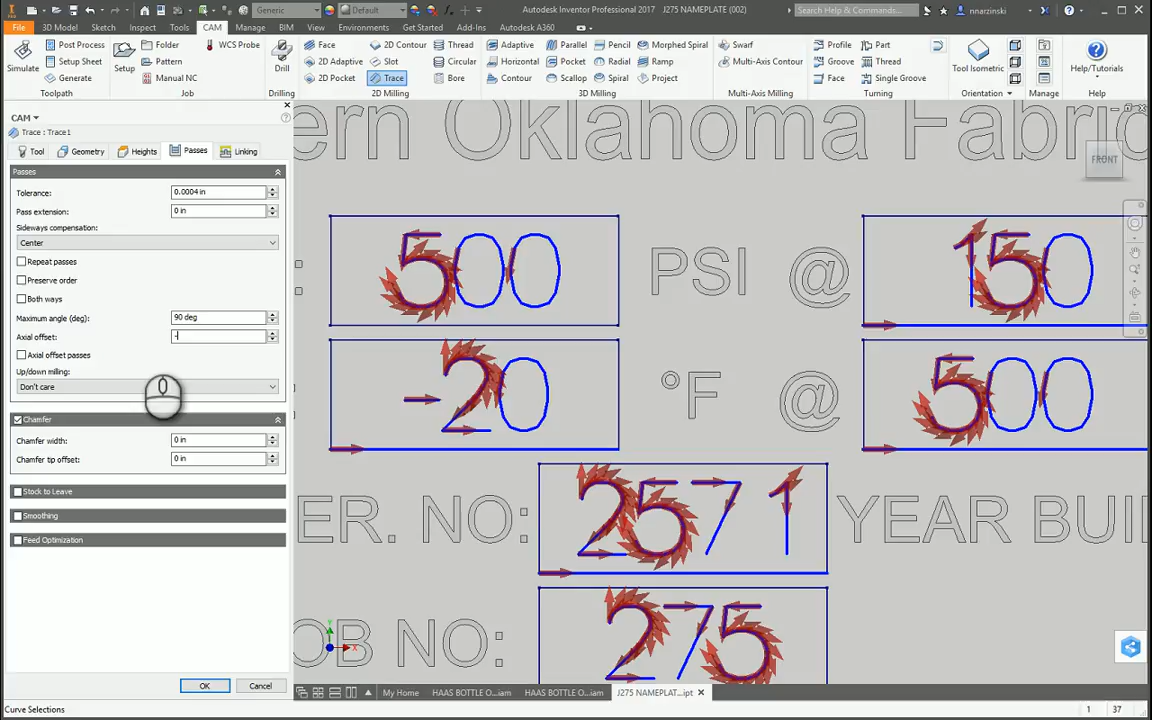 Generic
Default
Autodesk Inventor Professional 2017 J275 NAMEPLATE (002)
Search Help & Commands...
nnarzinski
File 3D Model Sketch Inspect Tools CAM Manage BIM View Environments Get Started Add-Ins Autodesk A360
Simulate
Post Process
Setup Sheet
Generate
Toolpath
Setup
Folder
Pattern
Manual NC
Job
WCS Probe
Drill
Drilling
Face
2D Adaptive
2D Pocket
2D Contour
Slot
Trace
Thread
Circular
Bore
2D Milling
Adaptive
Horizontal
Contour
Parallel
Pocket
Scallop
Pencil
Radial
Spiral
Morphed Spiral
Ramp
Project
3D Milling
Swarf
Multi-Axis Contour
Multi-Axis Milling
Profile
Groove
Face
Part
Thread
Single Groove
Turning
Tool Isometric
Orientation
Manage
Help/Tutorials
Help
CAM
Trace : Trace1
Tool Geometry Heights Passes Linking
Passes
Tolerance: 0.0004 in
Pass extension: 0 in
Sideways compensation:
Center
Repeat passes
Preserve order
Both ways
Maximum angle (deg): 90 deg
Axial offset: -
Axial offset passes
Up/down milling:
Don't care
Chamfer
Chamfer width: 0 in
Chamfer tip offset: 0 in
Stock to Leave
Smoothing
Feed Optimization
OK Cancel
ern Oklahoma Fabric
FRONT
: 500 PSI @ 150
-20 °F @ 500
ER. NO: 2571 YEAR BUI
OB NO: 275
Y
X
My Home HAAS BOTTLE O...iam HAAS BOTTLE O...iam J275 NAMEPLAT...ipt
Curve Selections 1 37